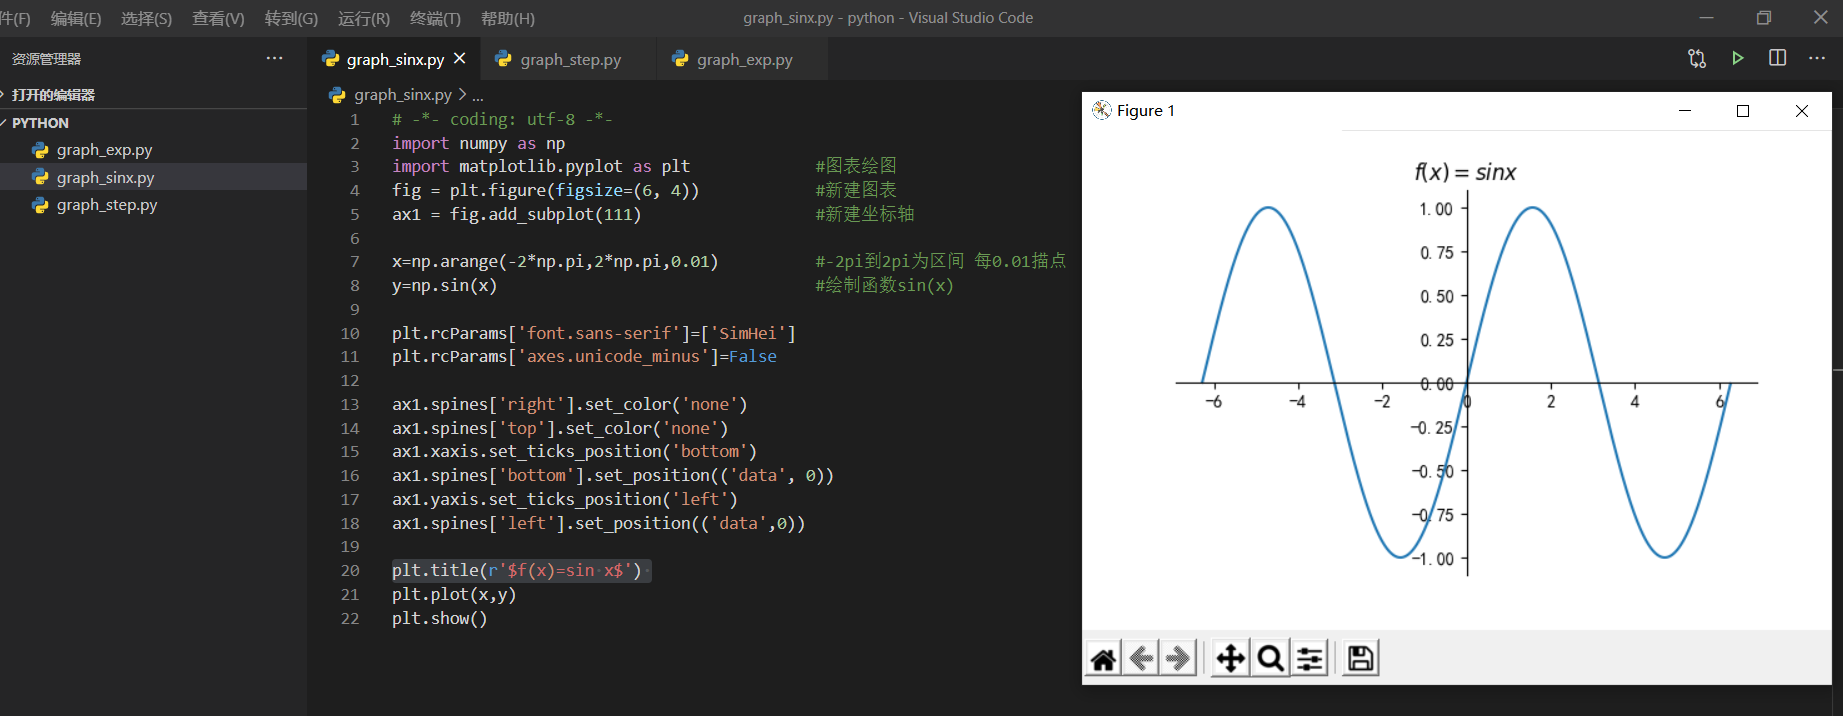 件(F) 编辑(E) 选择(S) 查看(V) 转到(G) 运行(R) 终端(T) 帮助(H) graph_sinx.py - python - Visual Studio Code
资源管理器 ···
打开的编辑器
PYTHON
graph_exp.py
graph_sinx.py
graph_step.py
graph_sinx.py graph_step.py graph_exp.py
graph_sinx.py > ...
1 # -*- coding: utf-8 -*-
2 import numpy as np
3 import matplotlib.pyplot as plt #图表绘图
4 fig = plt.figure(figsize=(6, 4)) #新建图表
5 ax1 = fig.add_subplot(111) #新建坐标轴
6
7 x=np.arange(-2*np.pi,2*np.pi,0.01) #-2pi到2pi为区间 每0.01描点
8 y=np.sin(x) #绘制函数sin(x)
9
10 plt.rcParams['font.sans-serif']=['SimHei']
11 plt.rcParams['axes.unicode_minus']=False
12
13 ax1.spines['right'].set_color('none')
14 ax1.spines['top'].set_color('none')
15 ax1.xaxis.set_ticks_position('bottom')
16 ax1.spines['bottom'].set_position(('data', 0))
17 ax1.yaxis.set_ticks_position('left')
18 ax1.spines['left'].set_position(('data',0))
19
20 plt.title(r'$f(x)=sin x$')
21 plt.plot(x,y)
22 plt.show()
Figure 1
f(x) = sinx
1.00
0.75
0.50
0.25
0.00
-6 -4 -2 0 2 4 6
-0.25
-0.50
-0.75
-1.00